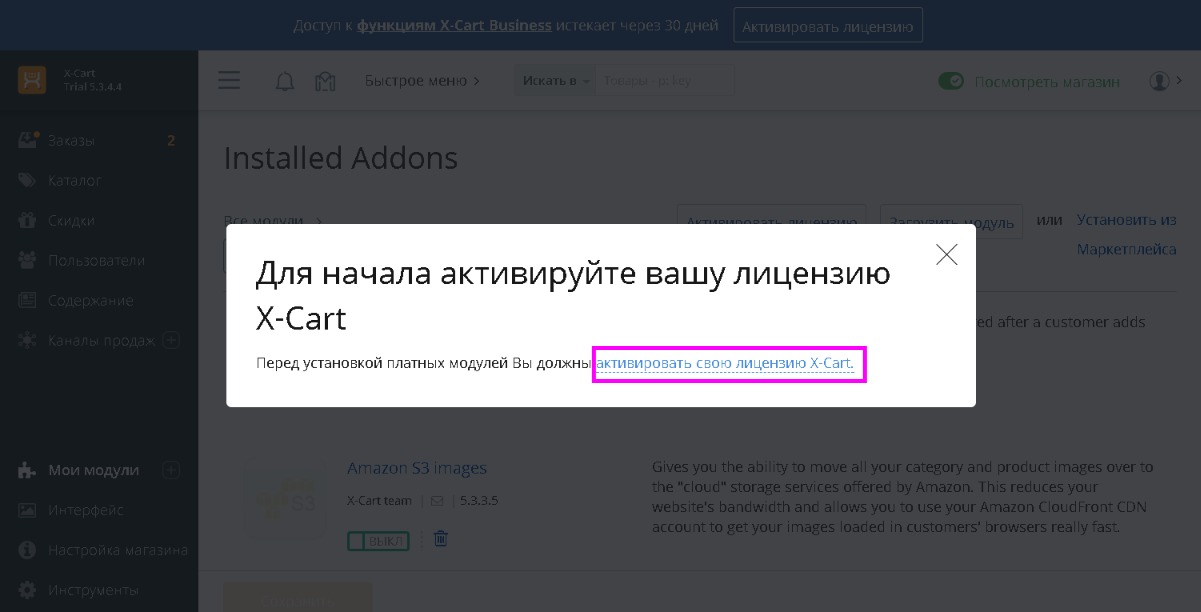 Доступ к функциям X-Cart Business истекает через 30 дней Активировать лицензию
X-Cart
Trial 5.3.4.4
Быстрое меню
Искать в
Посмотреть магазин
Заказы 2
Каталог
Скидки
Пользователи
Содержание
Каналы продаж
Мои модули
Интерфейс
Настройка магазина
Инструменты
Installed Addons
Все модули
Активировать лицензию Загрузить модуль или Установить из
Маркетплейса
Для начала активируйте вашу лицензию
X-Cart
Перед установкой платных модулей Вы должны активировать свою лицензию X-Cart.
after a customer adds
Amazon S3 images
X-Cart team | 5.3.3.5
ВЫКЛ
S3
Gives you the ability to move all your category and product images over to
the "cloud" storage services offered by Amazon. This reduces your
website's bandwidth and allows you to use your Amazon CloudFront CDN
account to get your images loaded in customers' browsers really fast.